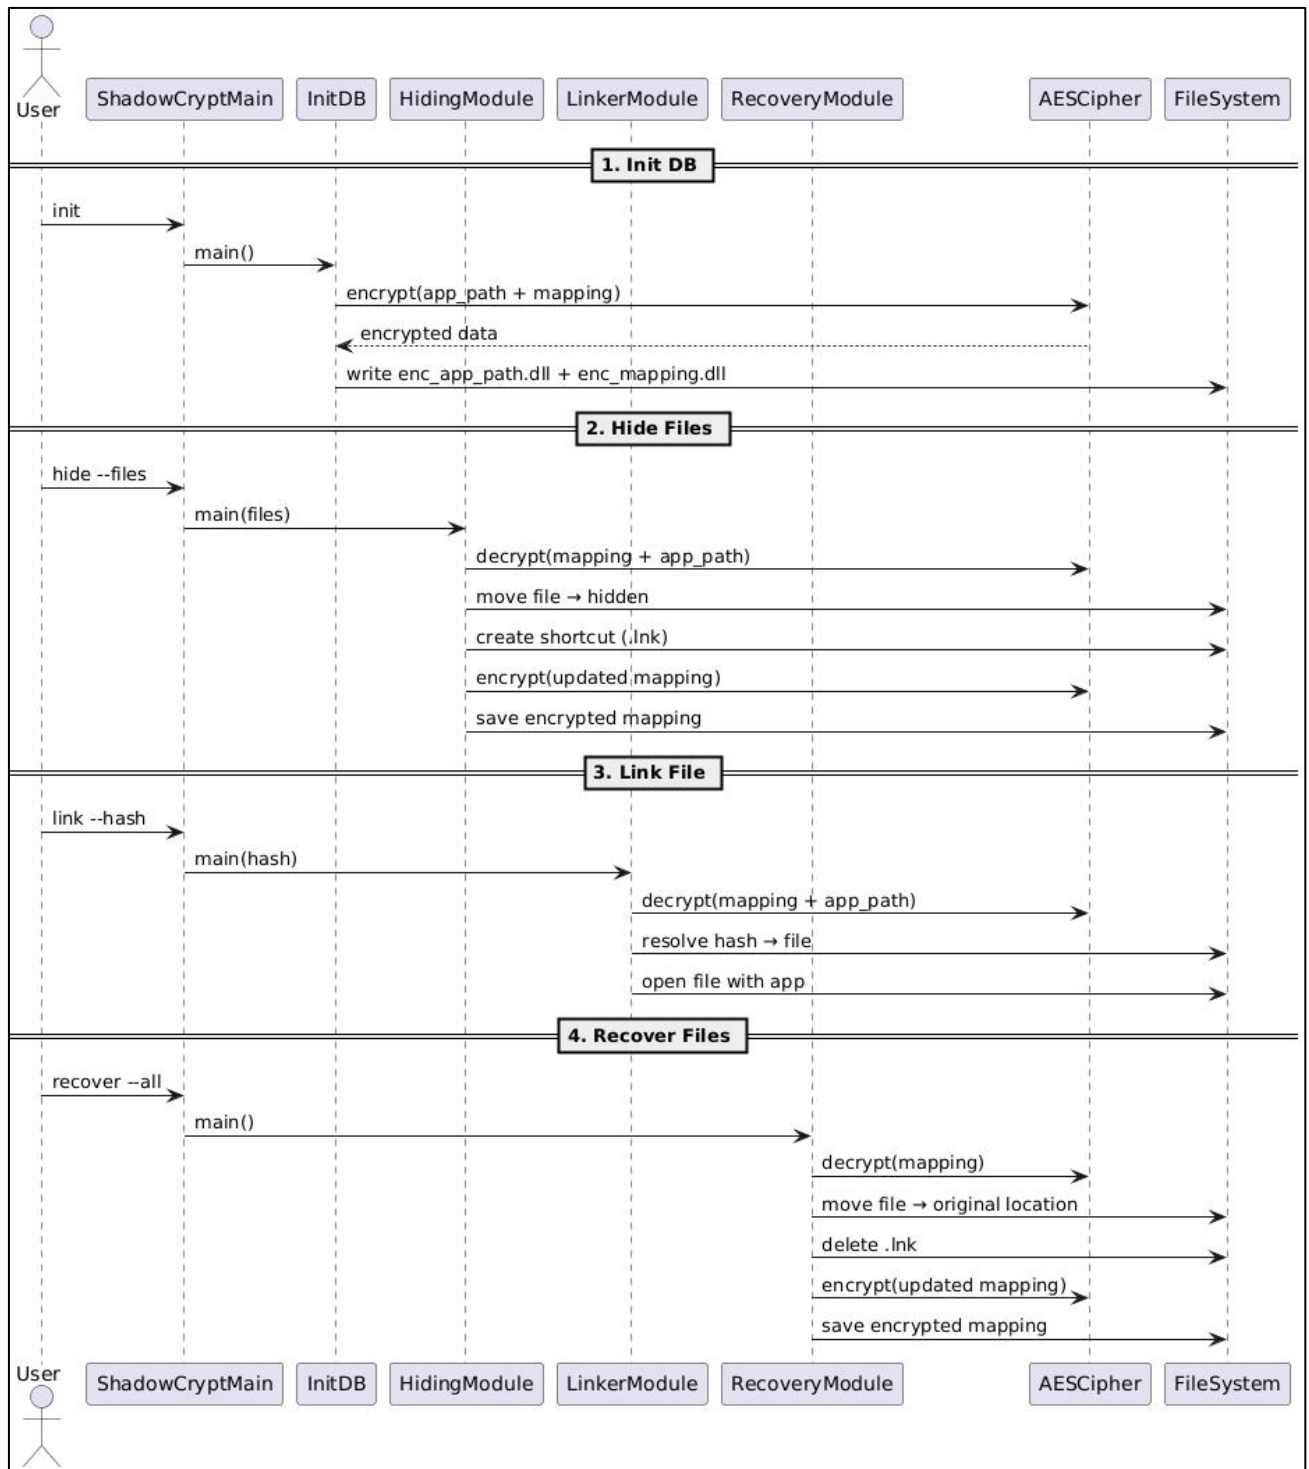 User
ShadowCryptMain
InitDB
HidingModule
LinkerModule
RecoveryModule
AESCipher
FileSystem
1. Init DB
init
main()
encrypt(app_path + mapping)
encrypted data
write enc_app_path.dll + enc_mapping.dll
2. Hide Files
hide --files
main(files)
decrypt(mapping + app_path)
move file → hidden
create shortcut (.lnk)
encrypt(updated mapping)
save encrypted mapping
3. Link File
link --hash
main(hash)
decrypt(mapping + app_path)
resolve hash → file
open file with app
4. Recover Files
recover --all
main()
decrypt(mapping)
move file → original location
delete .lnk
encrypt(updated mapping)
save encrypted mapping
User
ShadowCryptMain
InitDB
HidingModule
LinkerModule
RecoveryModule
AESCipher
FileSystem